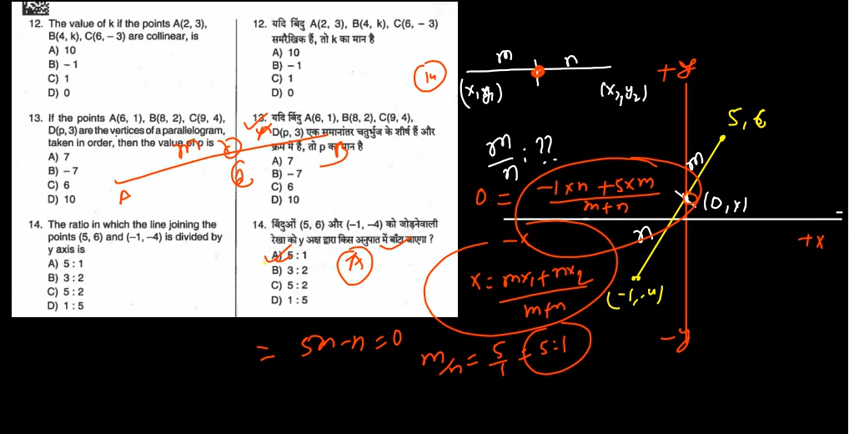 12. The value of k if the points A(2, 3),
B(4, k), C(6, – 3) are collinear, is
A) 10
B) – 1
C) 1
D) 0
13. If the points A(6, 1), B(8, 2), C(9, 4),
D(p, 3) are the vertices of a parallelogram,
taken in order, then the value of p is
A) 7
B) – 7
C) 6
D) 10
14. The ratio in which the line joining the
points (5, 6) and (–1, –4) is divided by
y axis is
A) 5 : 1
B) 3 : 2
C) 5 : 2
D) 1 : 5
12. यदि बिंदु A(2, 3), B(4, k), C(6, – 3)
समरैखिक हैं, तो k का मान है
A) 10
B) – 1
C) 1
D) 0
13. यदि बिंदु A(6, 1), B(8, 2), C(9, 4),
D(p, 3) एक समानांतर चतुर्भुज के शीर्ष हैं और
क्रम में हैं, तो p का मान है
A) 7
B) – 7
C) 6
D) 10
14. बिंदुओं (5, 6) और (–1, –4) को जोड़नेवाली
रेखा को y अक्ष द्वारा किस अनुपात में बाँटा जाएगा ?
A) 5 : 1
B) 3 : 2
C) 5 : 2
D) 1 : 5
14
A
m
B
m n
(x,y1) (x2,y2)
m/n : ??
0 = -1×n + 5×m / m+n
-x
x = mx1 + nx2 / m+n
= 5m - n = 0
m/n = 5/1 = 5:1
+y
5, 6
m
(0, y)
n
+x
(-1, -4)
-y